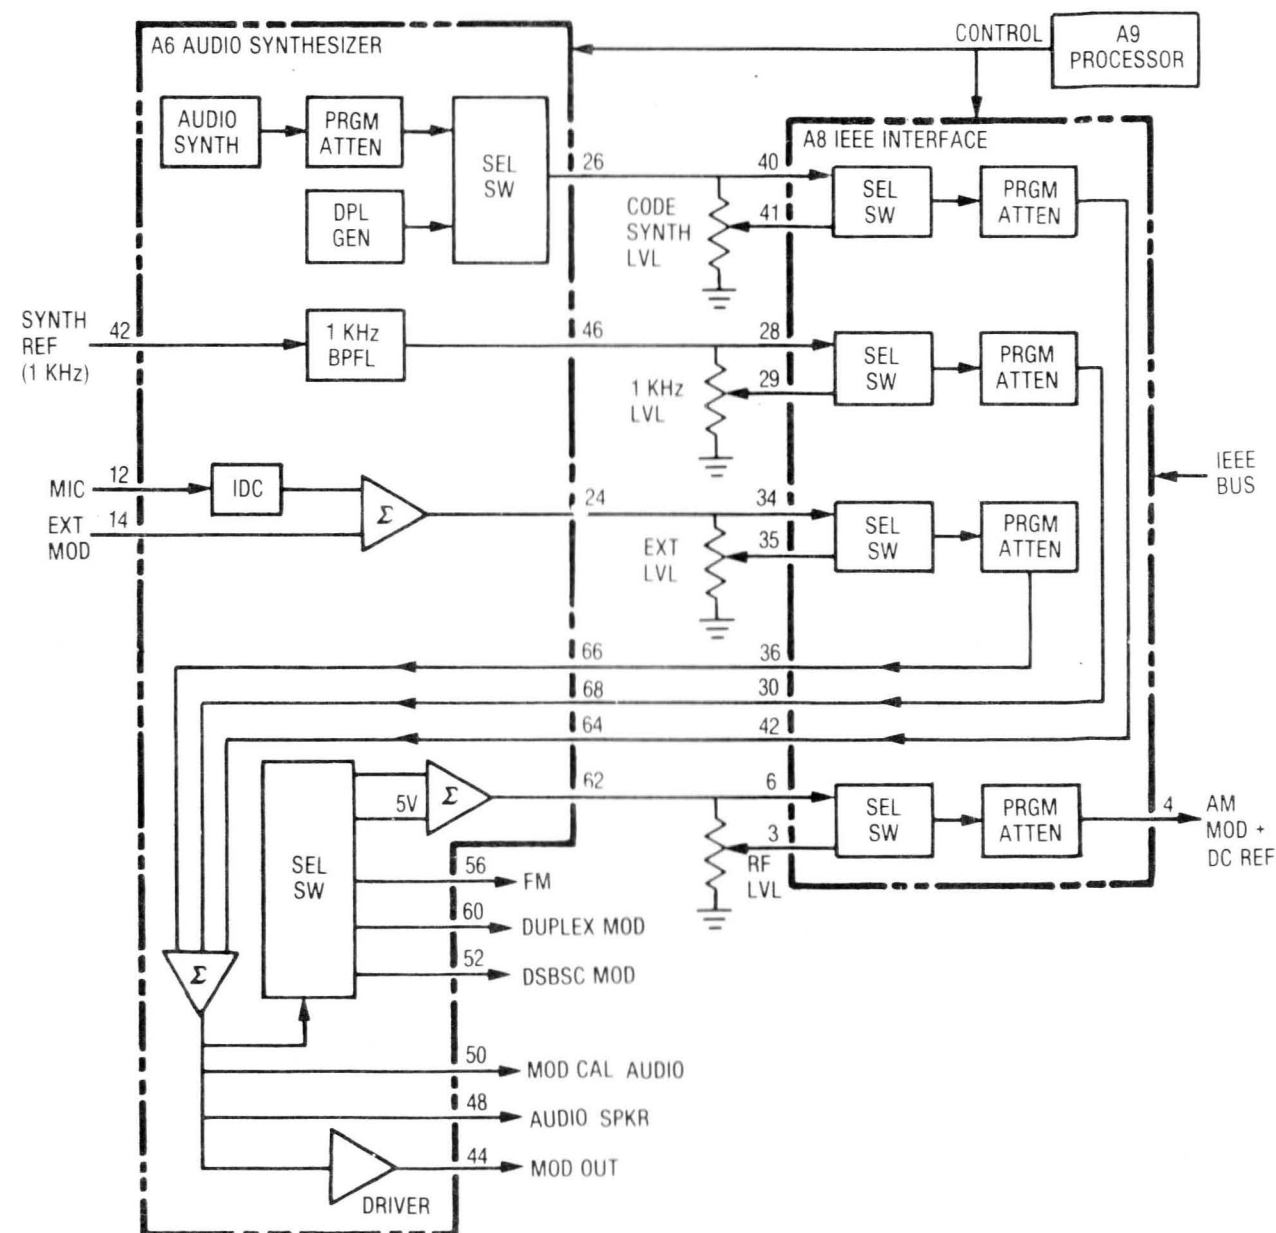 A6 AUDIO SYNTHESIZER
CONTROL
A9
PROCESSOR
AUDIO
SYNTH
PRGM
ATTEN
SEL
SW
DPL
GEN
26
CODE
SYNTH
LVL
40
41
A8 IEEE INTERFACE
SEL
SW
PRGM
ATTEN
SYNTH
REF
(1 KHz)
42
1 KHz
BPFL
46
1 KHz
LVL
28
29
SEL
SW
PRGM
ATTEN
IEEE
BUS
MIC
12
IDC
EXT
MOD
14
Σ
24
EXT
LVL
34
35
SEL
SW
PRGM
ATTEN
66
36
68
30
64
42
SEL
SW
5V
Σ
62
6
3
RF
LVL
SEL
SW
PRGM
ATTEN
4
AM
MOD +
DC REF
56
FM
60
DUPLEX MOD
52
DSBSC MOD
Σ
50
MOD CAL AUDIO
48
AUDIO SPKR
44
MOD OUT
DRIVER